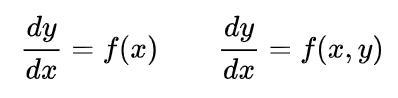 dy/dx = f(x) dy/dx = f(x, y)